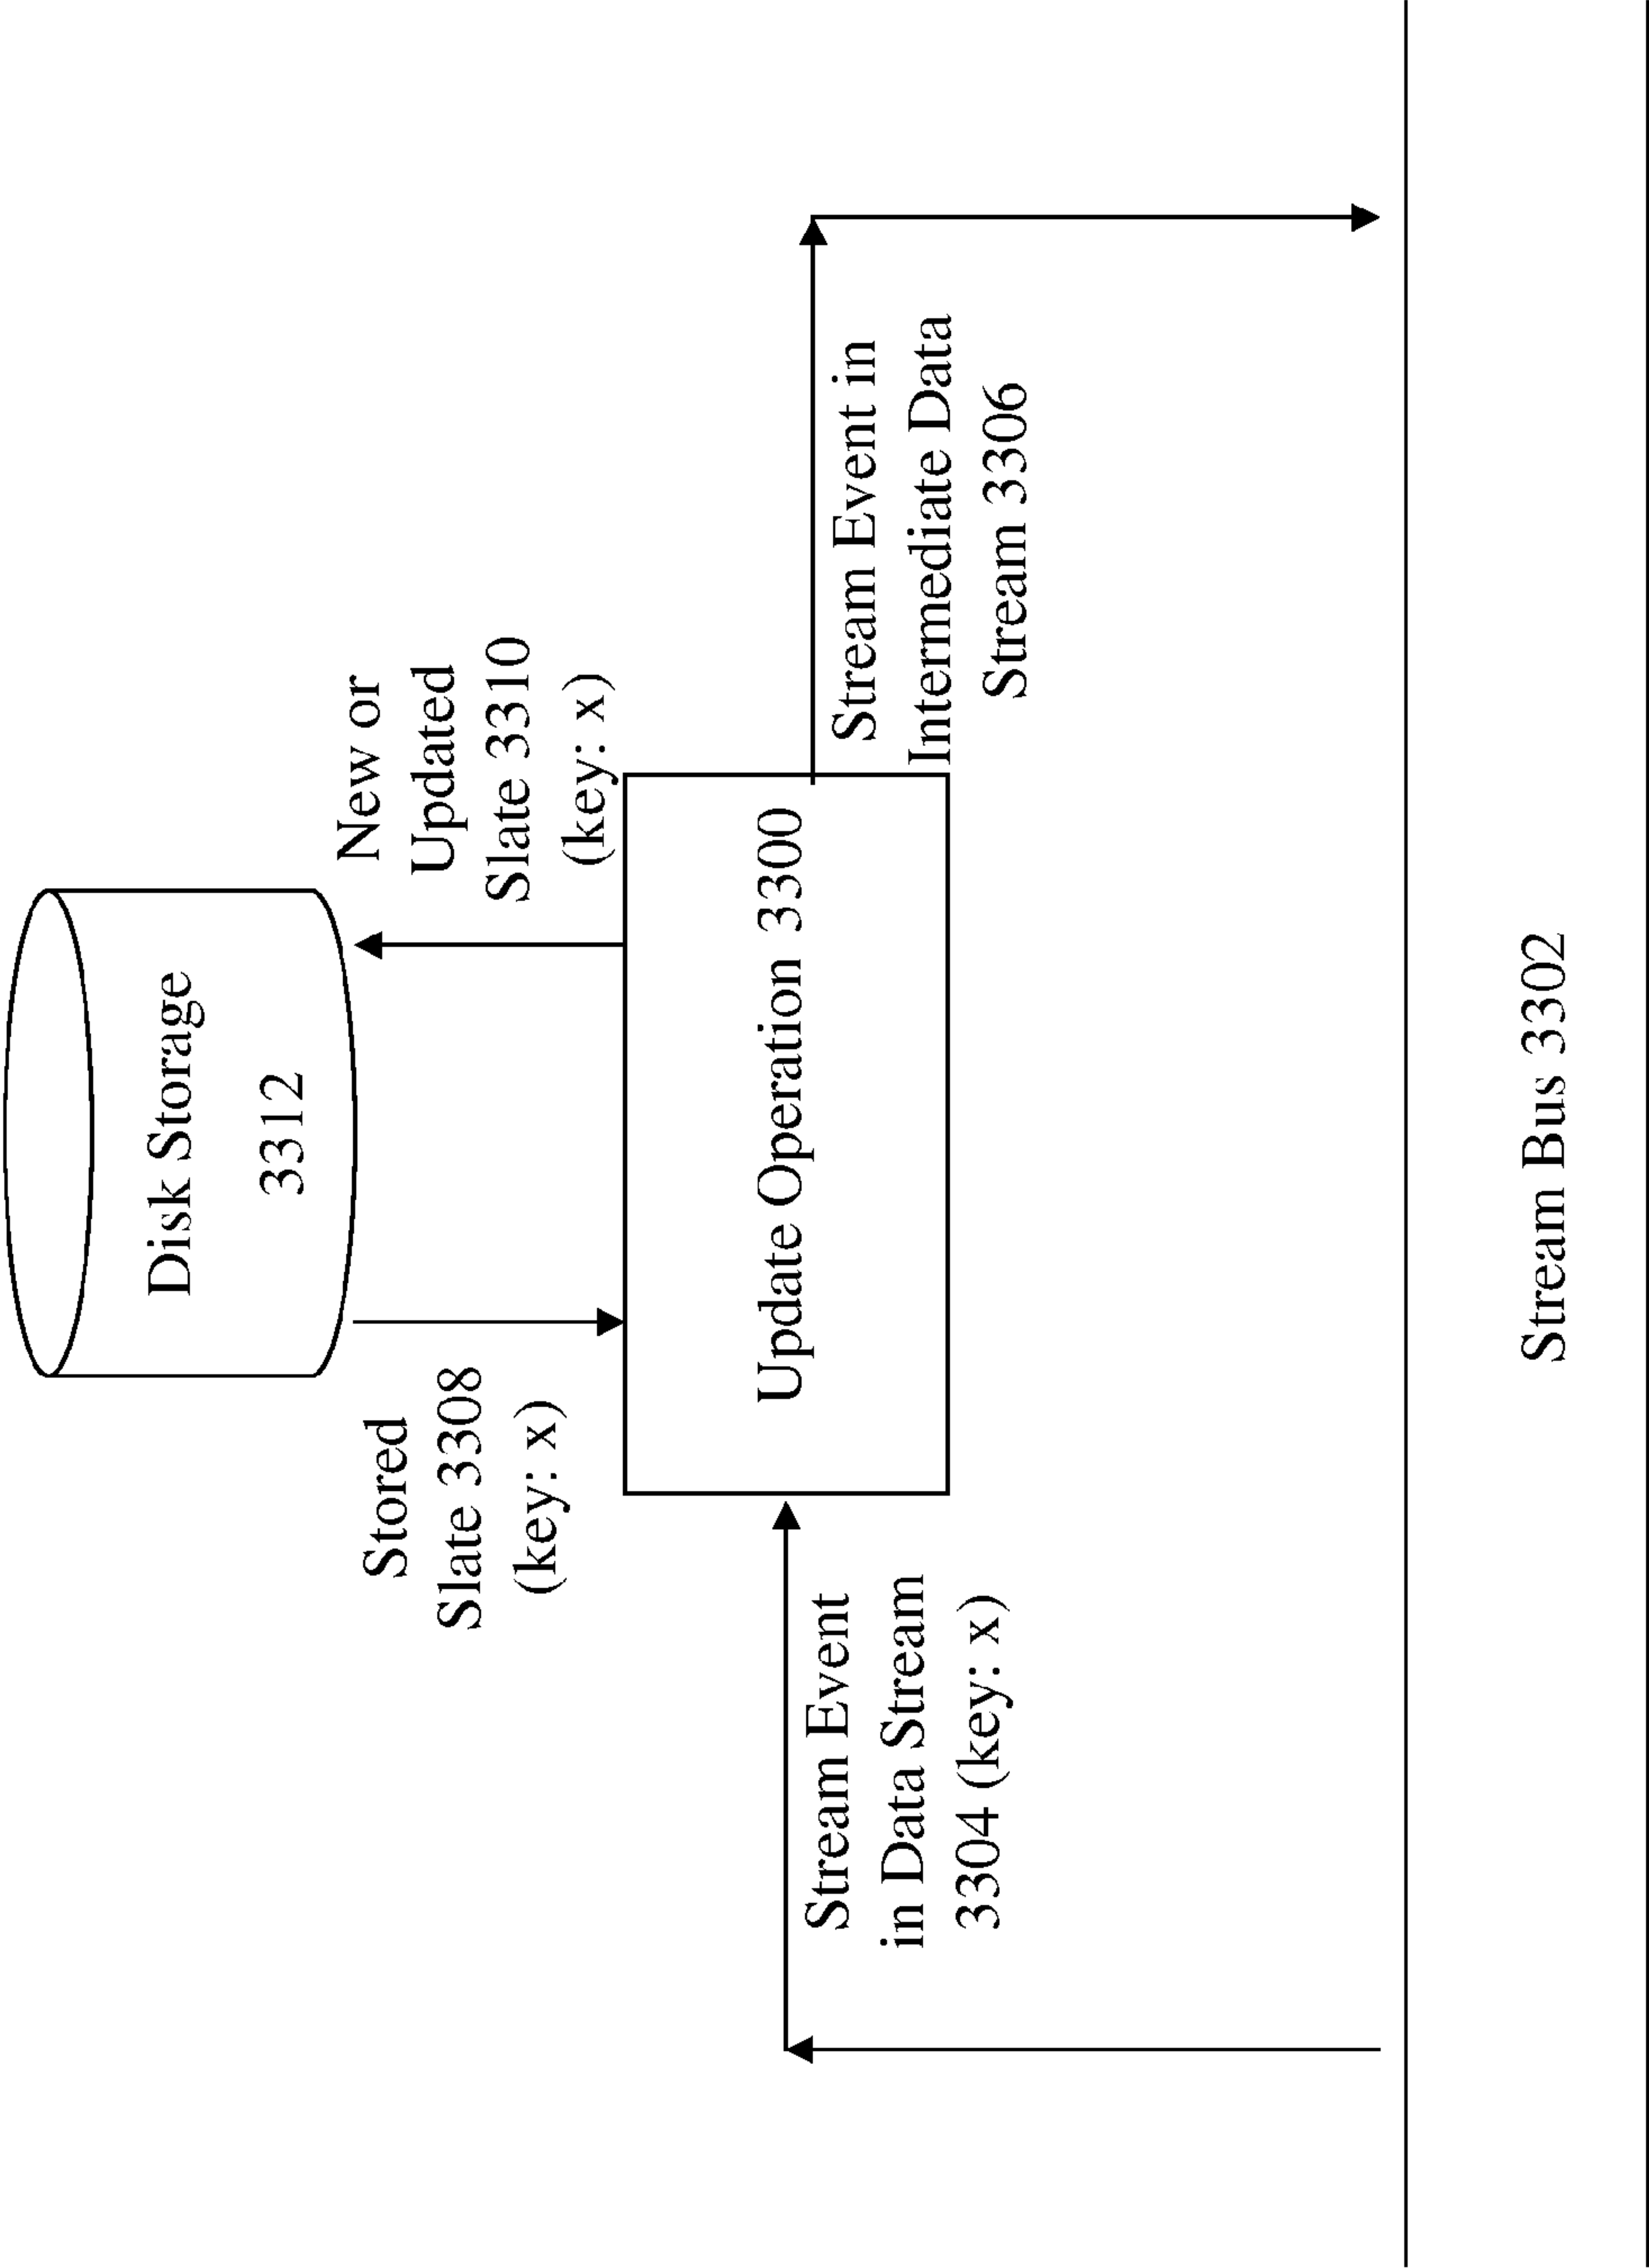 Disk Storage
3312
Stored
Slate 3308
(key: x)
New or
Updated
Slate 3310
(key: x)
Update Operation 3300
Stream Event
in Data Stream
3304 (key: x)
Stream Event in
Intermediate Data
Stream 3306
Stream Bus 3302